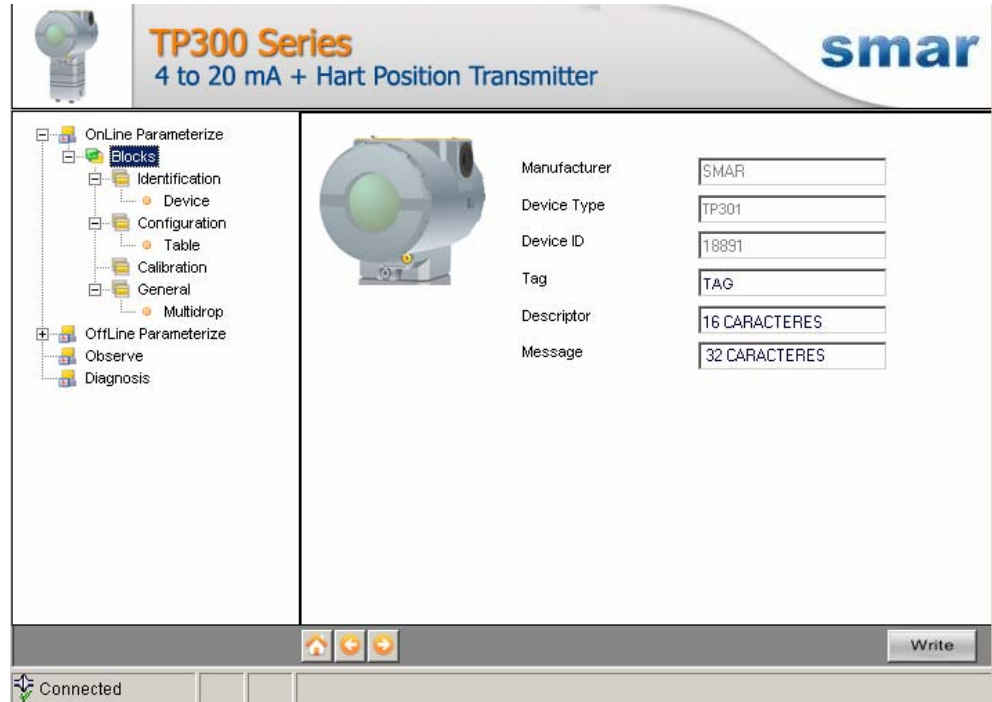 TP300 Series
4 to 20 mA + Hart Position Transmitter
smar
OnLine Parameterize
Blocks
Identification
Device
Configuration
Table
Calibration
General
Multidrop
OffLine Parameterize
Observe
Diagnosis
Manufacturer SMAR
Device Type TP301
Device ID 18891
Tag TAG
Descriptor 16 CARACTERES
Message 32 CARACTERES
Write
Connected